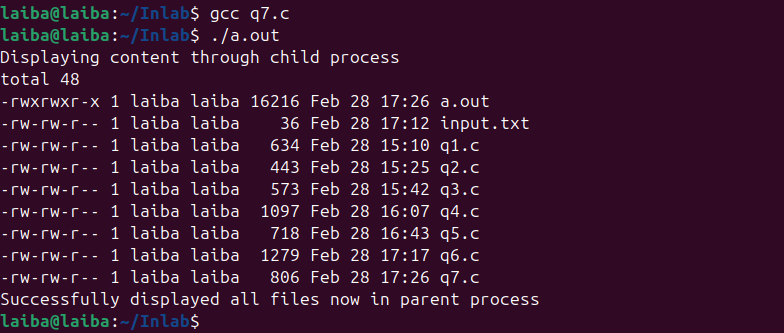 laiba@laiba:~/Inlab$ gcc q7.c
laiba@laiba:~/Inlab$ ./a.out
Displaying content through child process
total 48
-rwxrwxr-x 1 laiba laiba 16216 Feb 28 17:26 a.out
-rw-rw-r-- 1 laiba laiba    36 Feb 28 17:12 input.txt
-rw-rw-r-- 1 laiba laiba   634 Feb 28 15:10 q1.c
-rw-rw-r-- 1 laiba laiba   443 Feb 28 15:25 q2.c
-rw-rw-r-- 1 laiba laiba   573 Feb 28 15:42 q3.c
-rw-rw-r-- 1 laiba laiba  1097 Feb 28 16:07 q4.c
-rw-rw-r-- 1 laiba laiba   718 Feb 28 16:43 q5.c
-rw-rw-r-- 1 laiba laiba  1279 Feb 28 17:17 q6.c
-rw-rw-r-- 1 laiba laiba   806 Feb 28 17:26 q7.c
Successfully displayed all files now in parent process
laiba@laiba:~/Inlab$